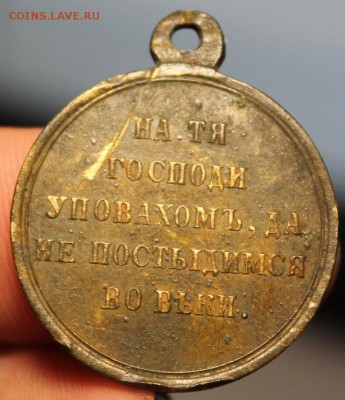 COINS.LAVE.RU
НА ТЯ
ГОСПОДИ
УПОВАХОМЪ, ДА
НЕ ПОСТЫДИМСЯ
ВО ВѢКИ.